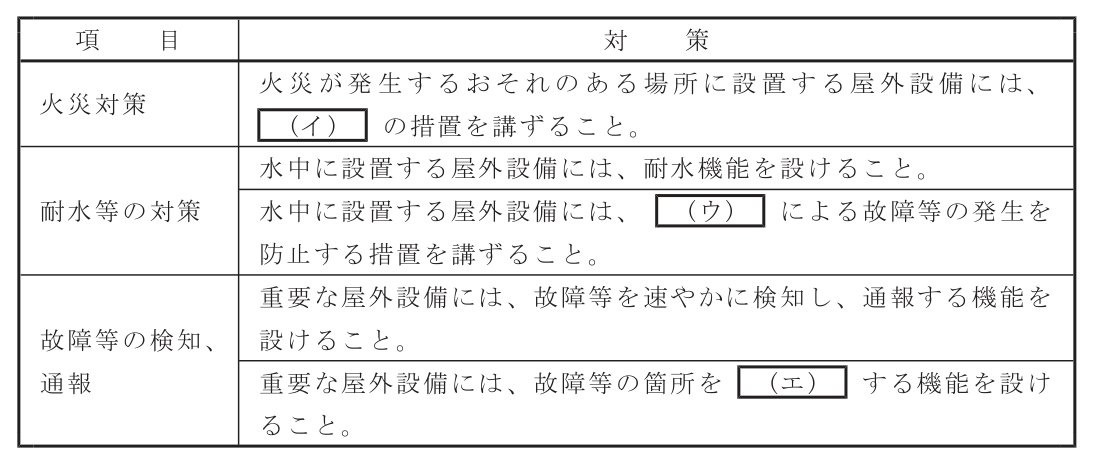 項　　目
対　　策
火災対策
火災が発生するおそれのある場所に設置する屋外設備には、
（イ） の措置を講ずること。
耐水等の対策
水中に設置する屋外設備には、耐水機能を設けること。
水中に設置する屋外設備には、 （ウ） による故障等の発生を
防止する措置を講ずること。
故障等の検知、
通報
重要な屋外設備には、故障等を速やかに検知し、通報する機能を
設けること。
重要な屋外設備には、故障等の箇所を （エ） する機能を設け
ること。